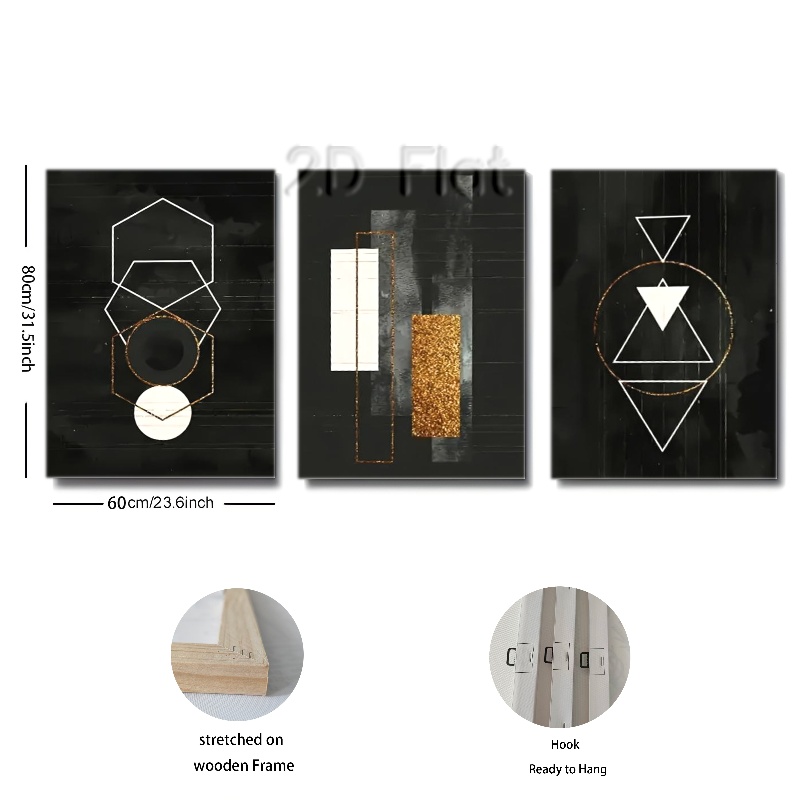 2D Flat
80cm/31.5inch
60cm/23.6inch
stretched on
wooden Frame
Hook
Ready to Hang